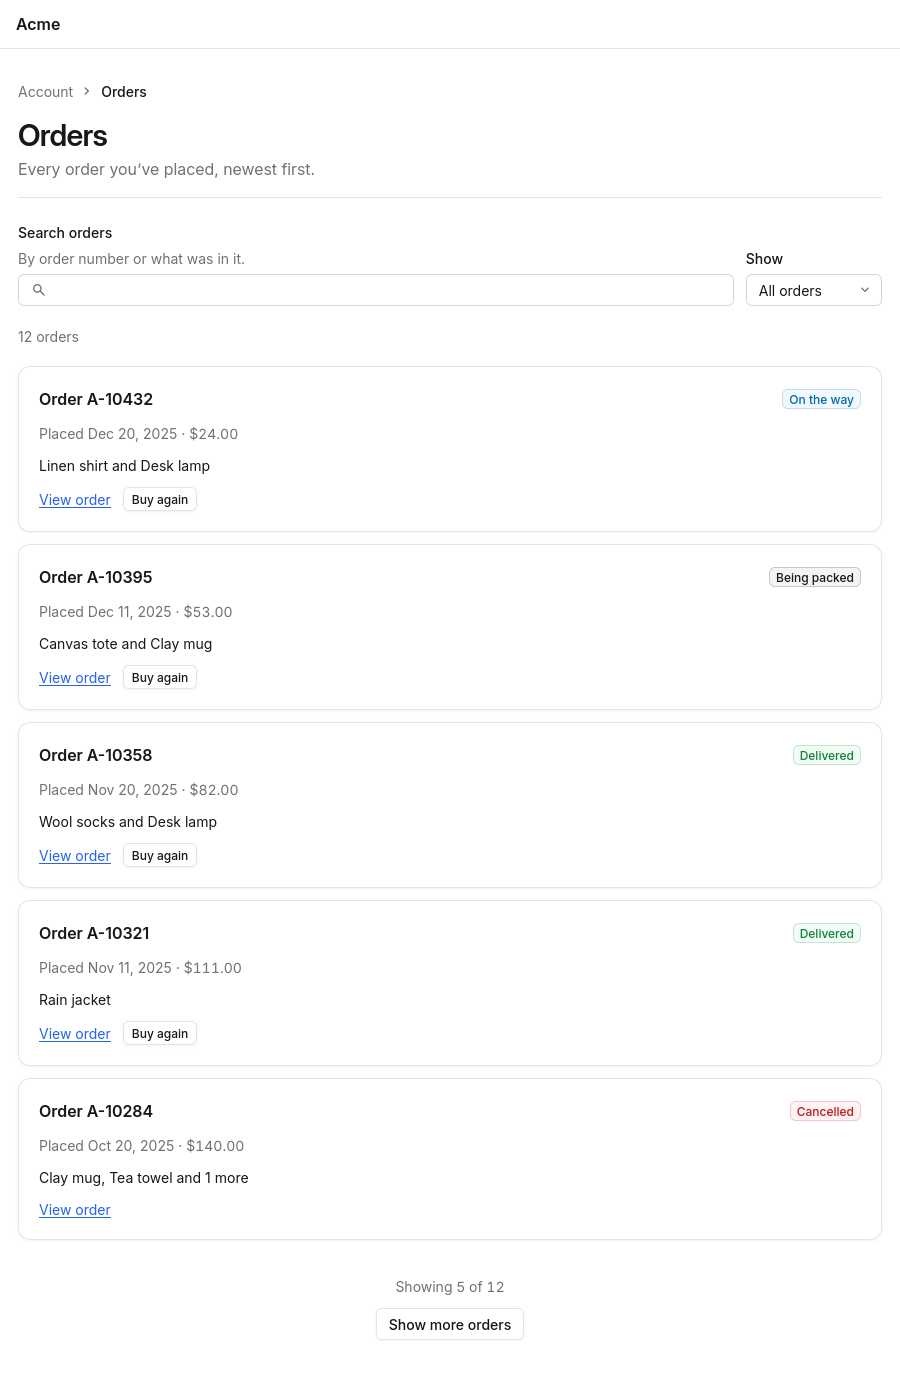 Acme
Account
Orders
Orders
Every order you’ve placed, newest first.
Search orders
By order number or what was in it.
Show
All orders
12 orders
Order A-10432
On the way
Placed Dec 20, 2025 · $24.00
Linen shirt and Desk lamp
View order
Buy again
Order A-10395
Being packed
Placed Dec 11, 2025 · $53.00
Canvas tote and Clay mug
View order
Buy again
Order A-10358
Delivered
Placed Nov 20, 2025 · $82.00
Wool socks and Desk lamp
View order
Buy again
Order A-10321
Delivered
Placed Nov 11, 2025 · $111.00
Rain jacket
View order
Buy again
Order A-10284
Cancelled
Placed Oct 20, 2025 · $140.00
Clay mug, Tea towel and 1 more
View order
Showing 5 of 12
Show more orders